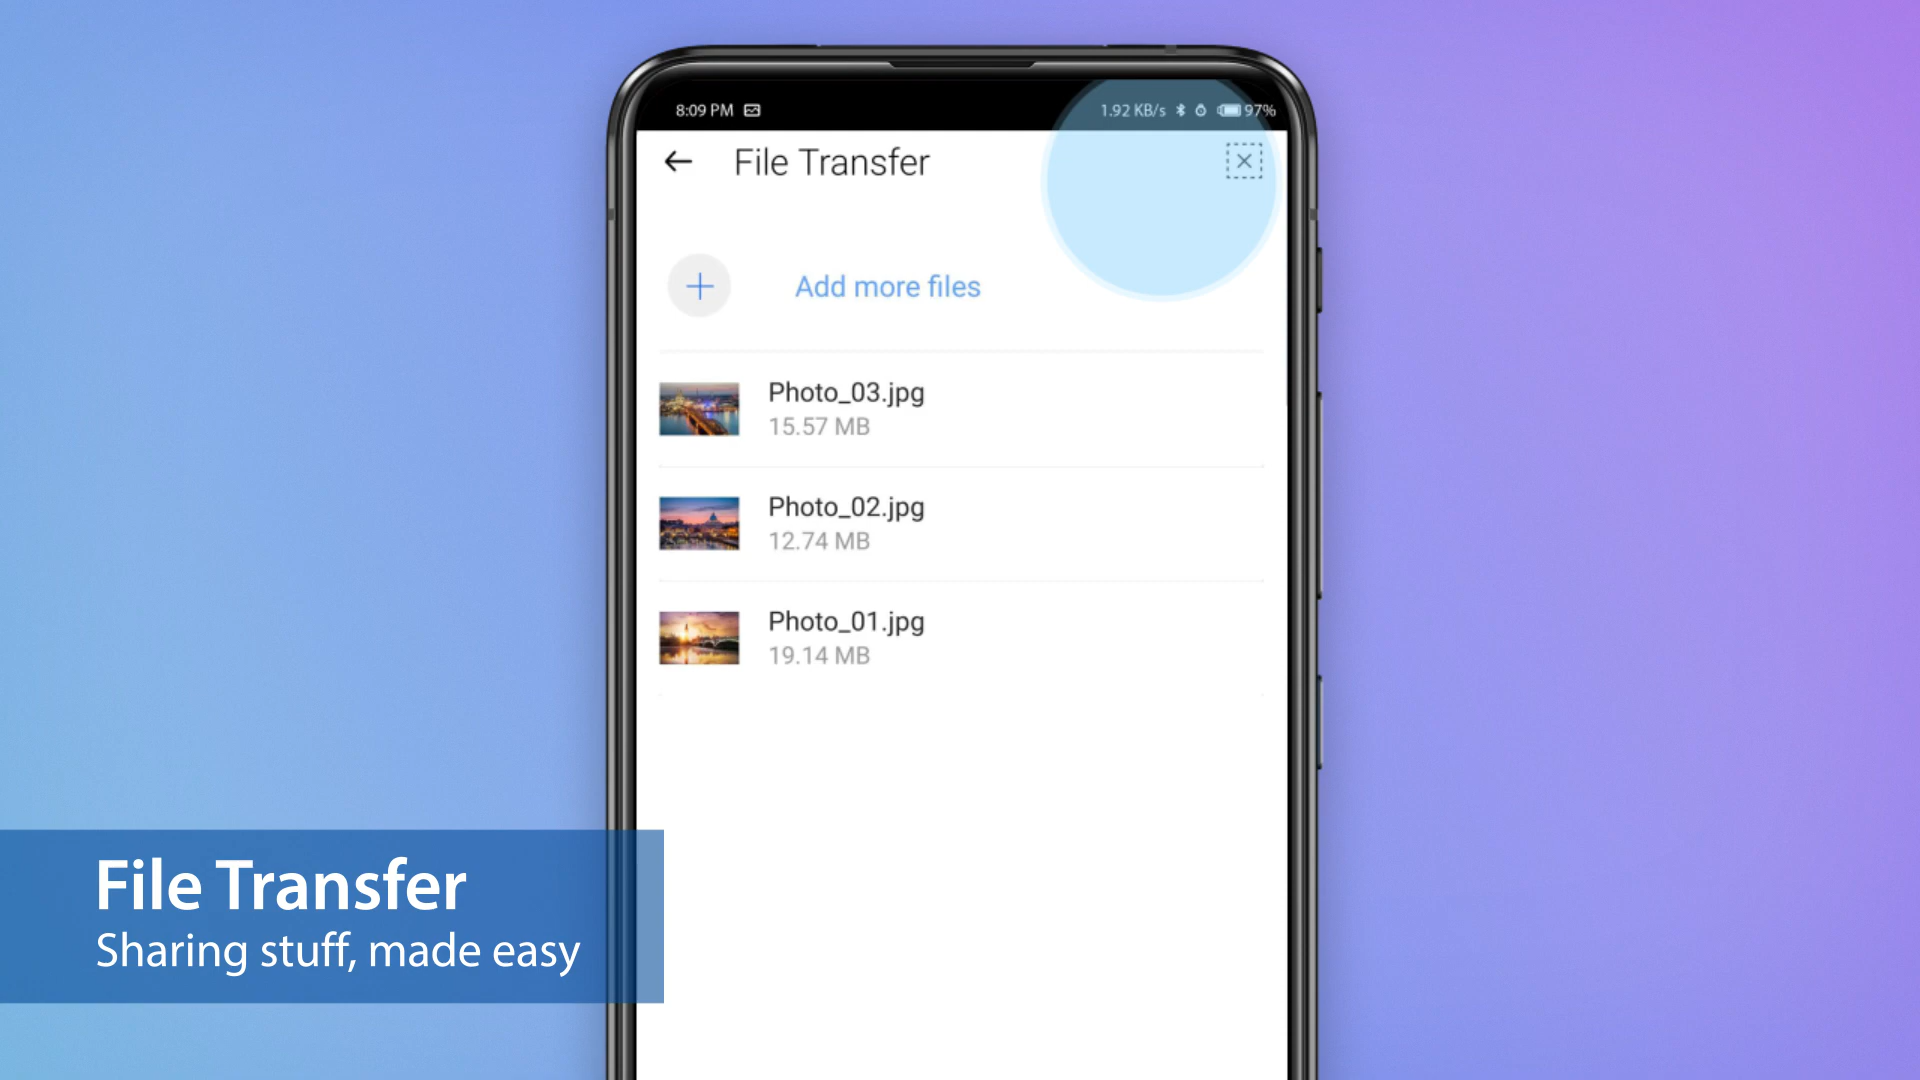 8:09 PM
1.92 KB/s 97%
File Transfer
Add more files
Photo_03.jpg
15.57 MB
Photo_02.jpg
12.74 MB
Photo_01.jpg
19.14 MB
File Transfer
Sharing stuff, made easy